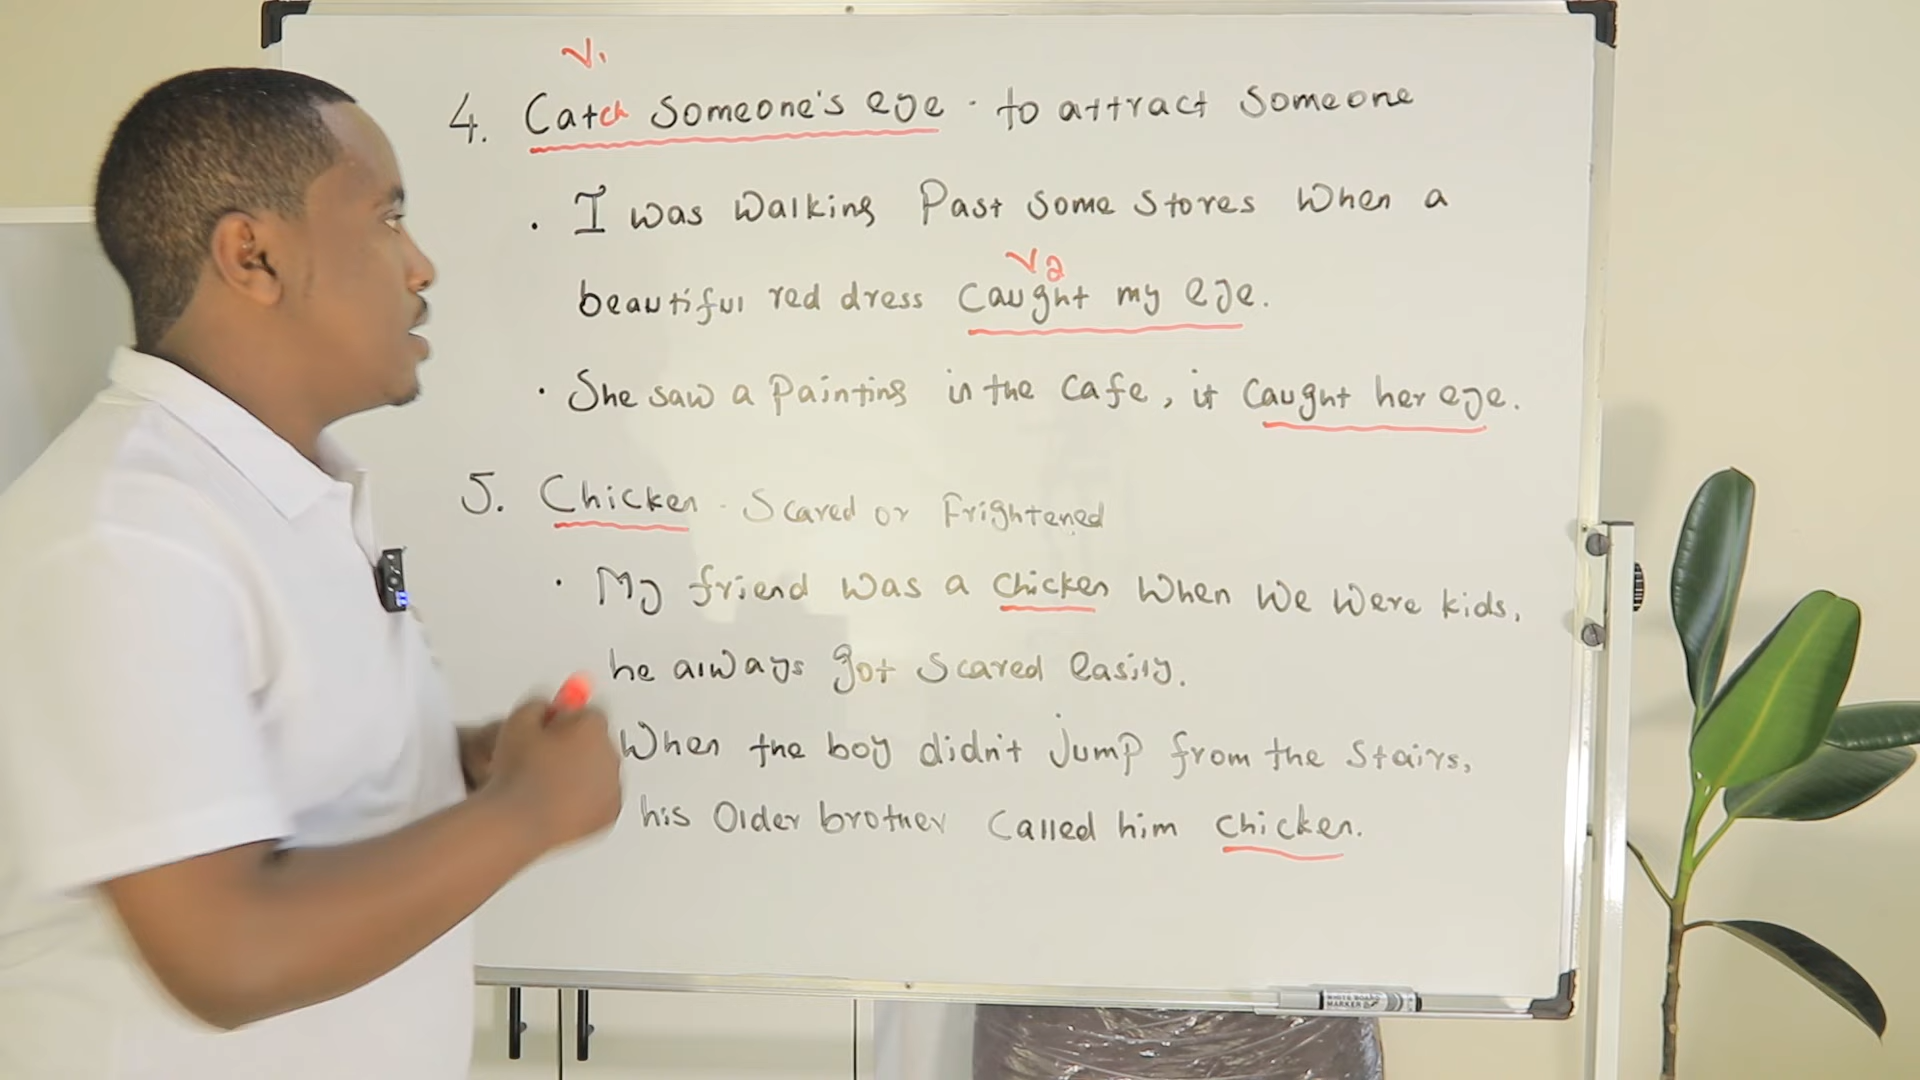 V1
4. Catch someone's eye - to attract someone
· I was walking past some stores when a
V2
beautiful red dress caught my eye.
· She saw a painting in the cafe, it caught her eye.
5. Chicken - Scared or Frightened
· My friend was a chicken when we were kids,
he always got scared easily.
When the boy didn't jump from the stairs,
his older brother called him chicken.
WHITE BOARD
MARKER